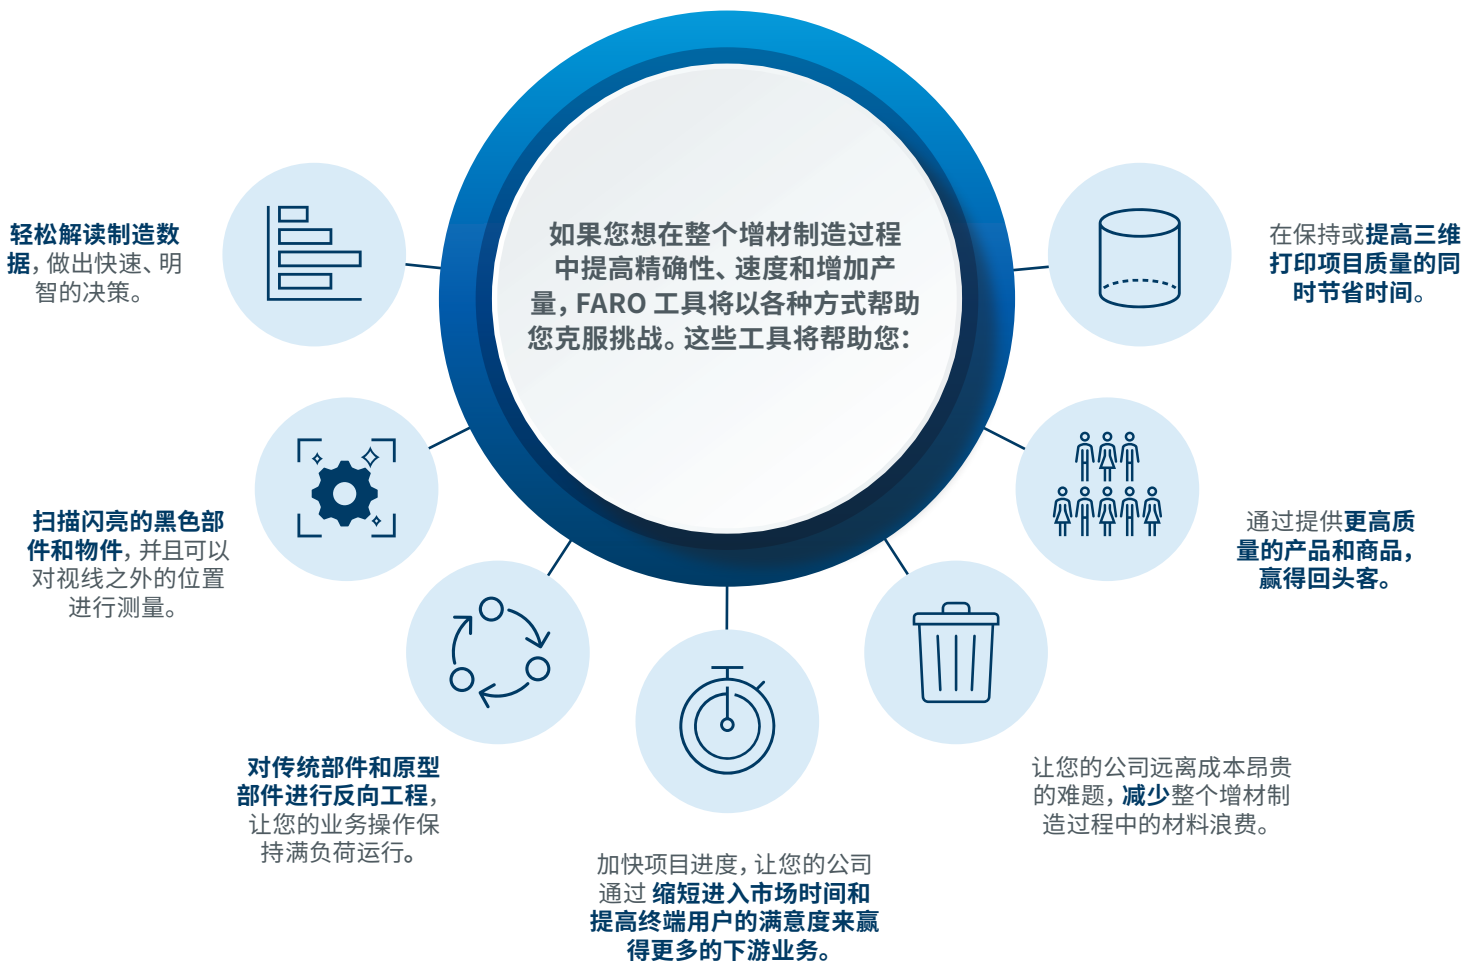 如果您想在整个增材制造过程
中提高精确性、速度和增加产
量，FARO 工具将以各种方式帮助
您克服挑战。这些工具将帮助您：
轻松解读制造数
据，做出快速、明
智的决策。
扫描闪亮的黑色部
件和物件，并且可以
对视线之外的位置
进行测量。
对传统部件和原型
部件进行反向工程，
让您的业务操作保
持满负荷运行。
加快项目进度，让您的公司
通过 缩短进入市场时间和
提高终端用户的满意度来赢
得更多的下游业务。
让您的公司远离成本昂贵
的难题，减少整个增材制
造过程中的材料浪费。
通过提供更高质
量的产品和商品，
赢得回头客。
在保持或提高三维
打印项目质量的同
时节省时间。